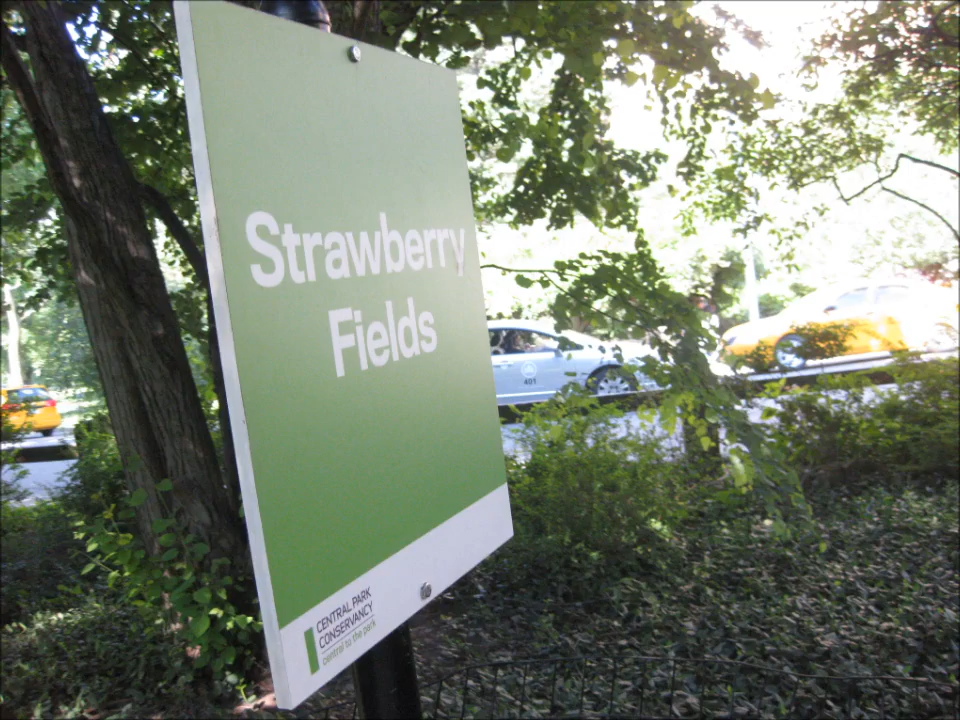 Strawberry
Fields
401
CENTRAL PARK
CONSERVANCY
central to the park